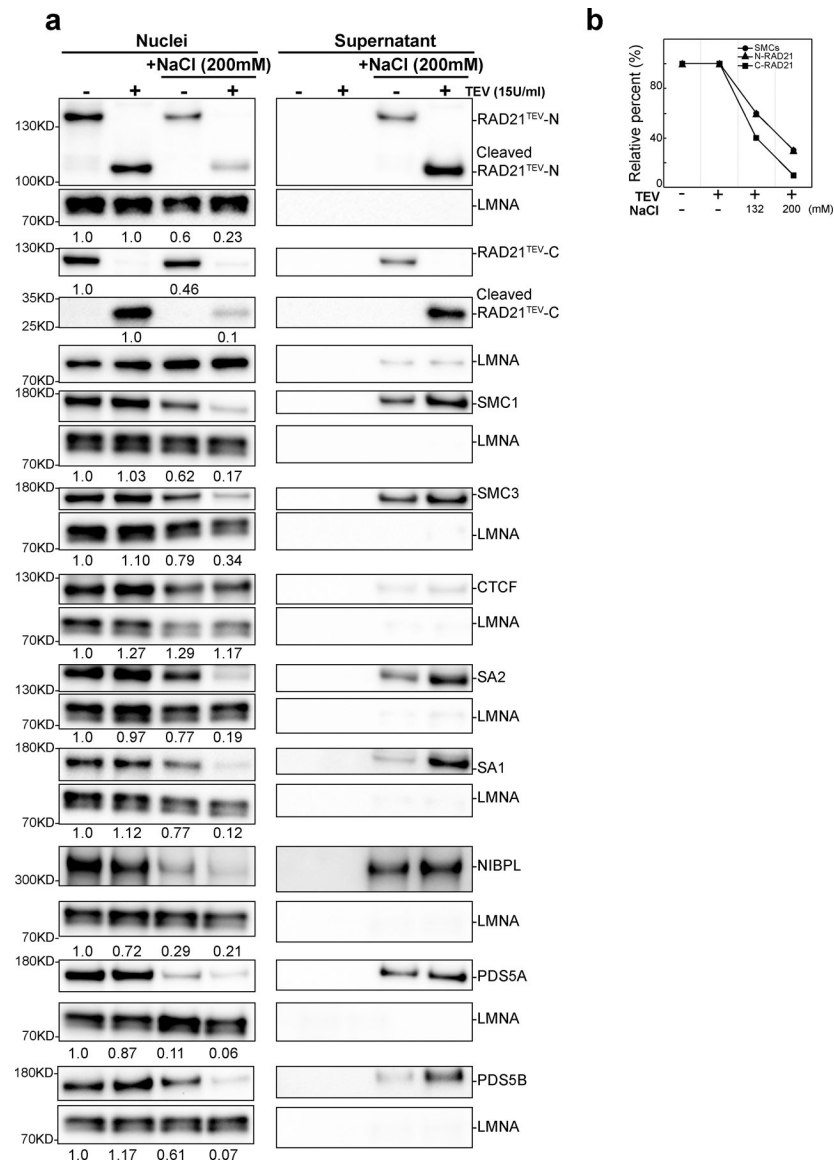 a
Nuclei Supernatant
+NaCl (200mM) +NaCl (200mM)
- + - + - + - + TEV (15U/ml)
130KD RAD21TEV-N
Cleaved
100KD RAD21TEV-N
70KD LMNA
1.0 1.0 0.6 0.23
130KD RAD21TEV-C
1.0 0.46
35KD Cleaved
25KD RAD21TEV-C
1.0 0.1
70KD LMNA
180KD SMC1
70KD LMNA
1.0 1.03 0.62 0.17
180KD SMC3
70KD LMNA
1.0 1.10 0.79 0.34
130KD CTCF
70KD LMNA
1.0 1.27 1.29 1.17
130KD SA2
70KD LMNA
1.0 0.97 0.77 0.19
180KD SA1
70KD LMNA
1.0 1.12 0.77 0.12
300KD NIBPL
70KD LMNA
1.0 0.72 0.29 0.21
180KD PDS5A
70KD LMNA
1.0 0.87 0.11 0.06
180KD PDS5B
70KD LMNA
1.0 1.17 0.61 0.07
b
Relative percent (%)
SMCs
N-RAD21
C-RAD21
80
40
0
TEV - + + +
NaCl - - 132 200 (mM)